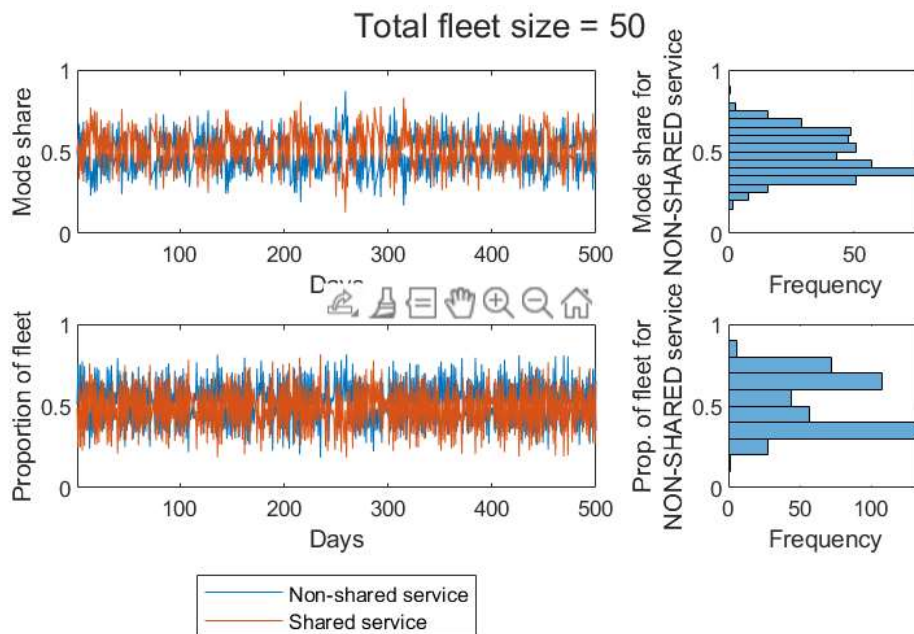 Total fleet size = 50
Mode share
1
0.5
0
100
200
300
400
500
Days
Mode share for
NON-SHARED service
1
0.5
0
0
50
Frequency
Proportion of fleet
1
0.5
0
100
200
300
400
500
Days
Prop. of fleet for
NON-SHARED service
1
0.5
0
0
50
100
Frequency
Non-shared service
Shared service